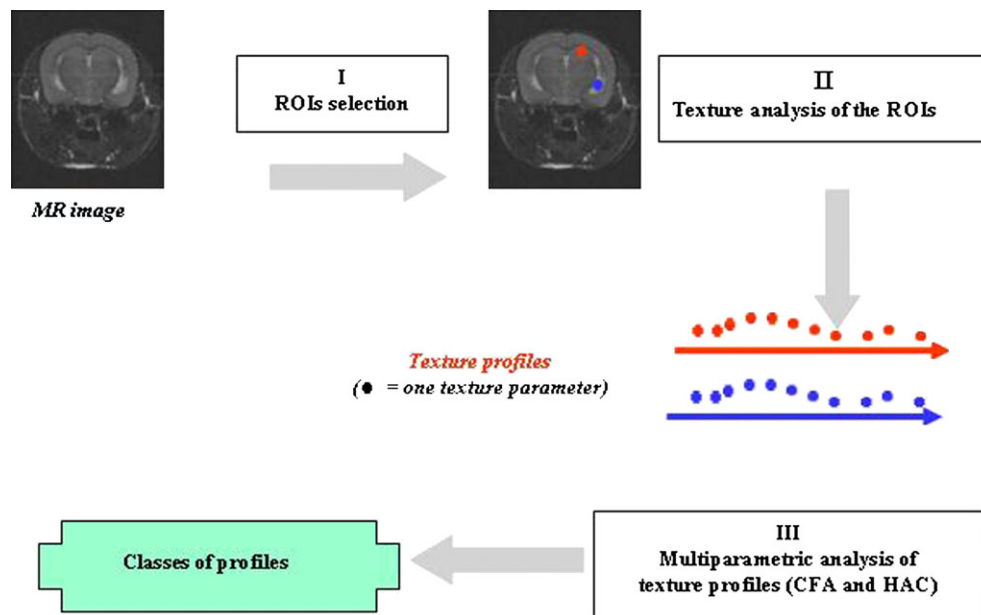 I
ROIs selection
II
Texture analysis of the ROIs
MR image
Texture profiles
(● = one texture parameter)
III
Multiparametric analysis of
texture profiles (CFA and HAC)
Classes of profiles